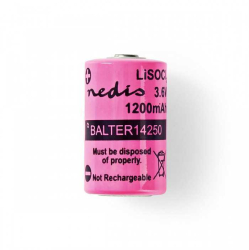 LiSOCl
nedis 3.6V
1200mAh
BALTER14250
Must be disposed
of properly.
Not Rechargeable